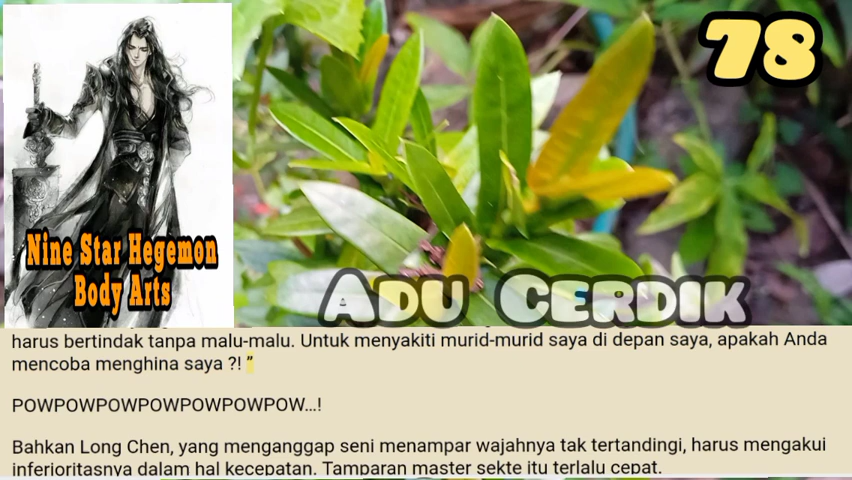 78
Nine Star Hegemon
Body Arts
Adu Cerdik
harus bertindak tanpa malu-malu. Untuk menyakiti murid-murid saya di depan saya, apakah Anda
mencoba menghina saya ?! ”
POWPOWPOWPOWPOWPOWPOW...!
Bahkan Long Chen, yang menganggap seni menampar wajahnya tak tertandingi, harus mengakui
inferioritasnya dalam hal kecepatan. Tamparan master sekte itu terlalu cepat.